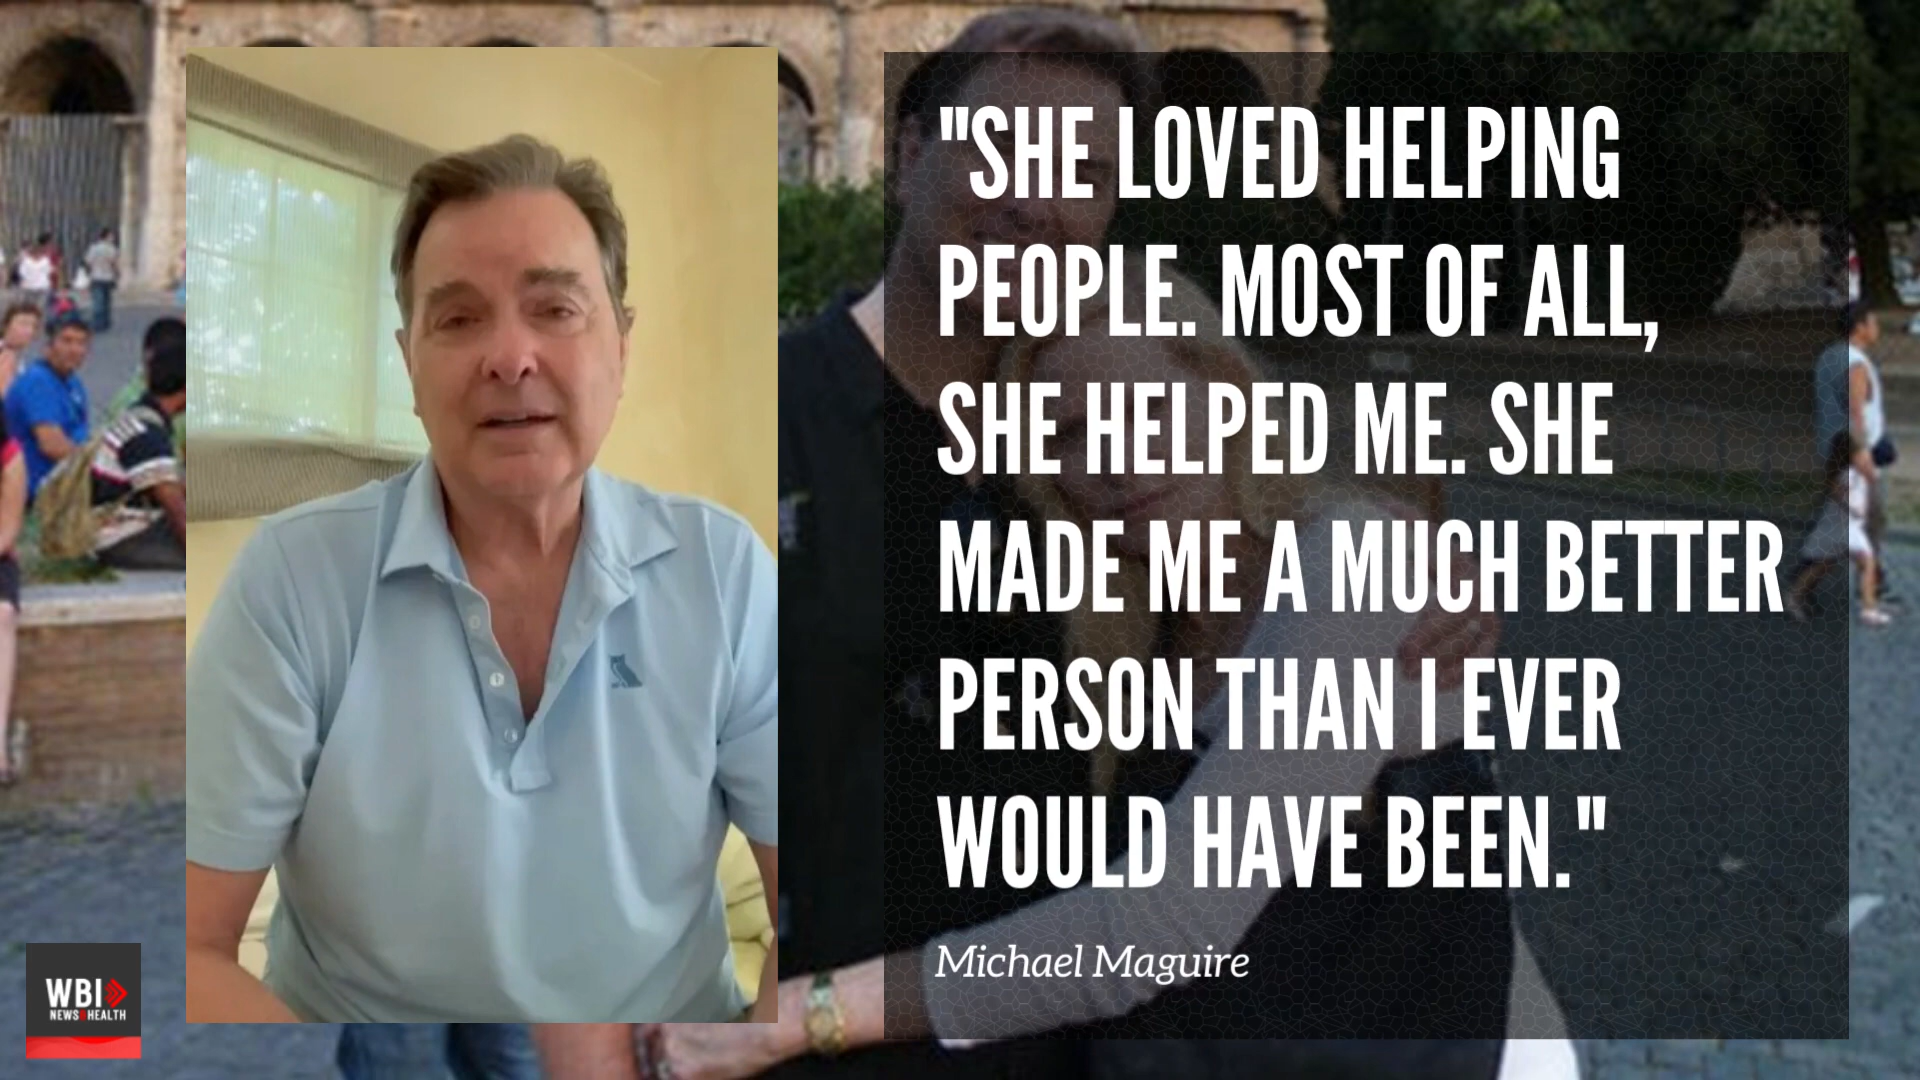 "SHE LOVED HELPING
PEOPLE. MOST OF ALL,
SHE HELPED ME. SHE
MADE ME A MUCH BETTER
PERSON THAN I EVER
WOULD HAVE BEEN."
Michael Maguire
WBI
NEWS HEALTH